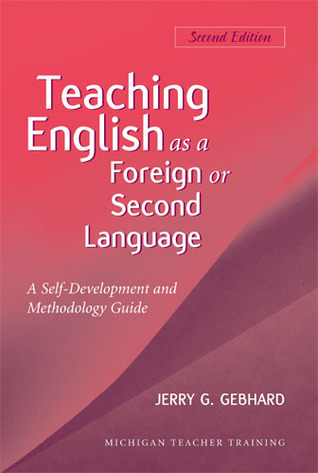 Second Edition
Teaching
English as a
Foreign or
Second
Language
A Self-Development and
Methodology Guide
JERRY G. GEBHARD
MICHIGAN TEACHER TRAINING